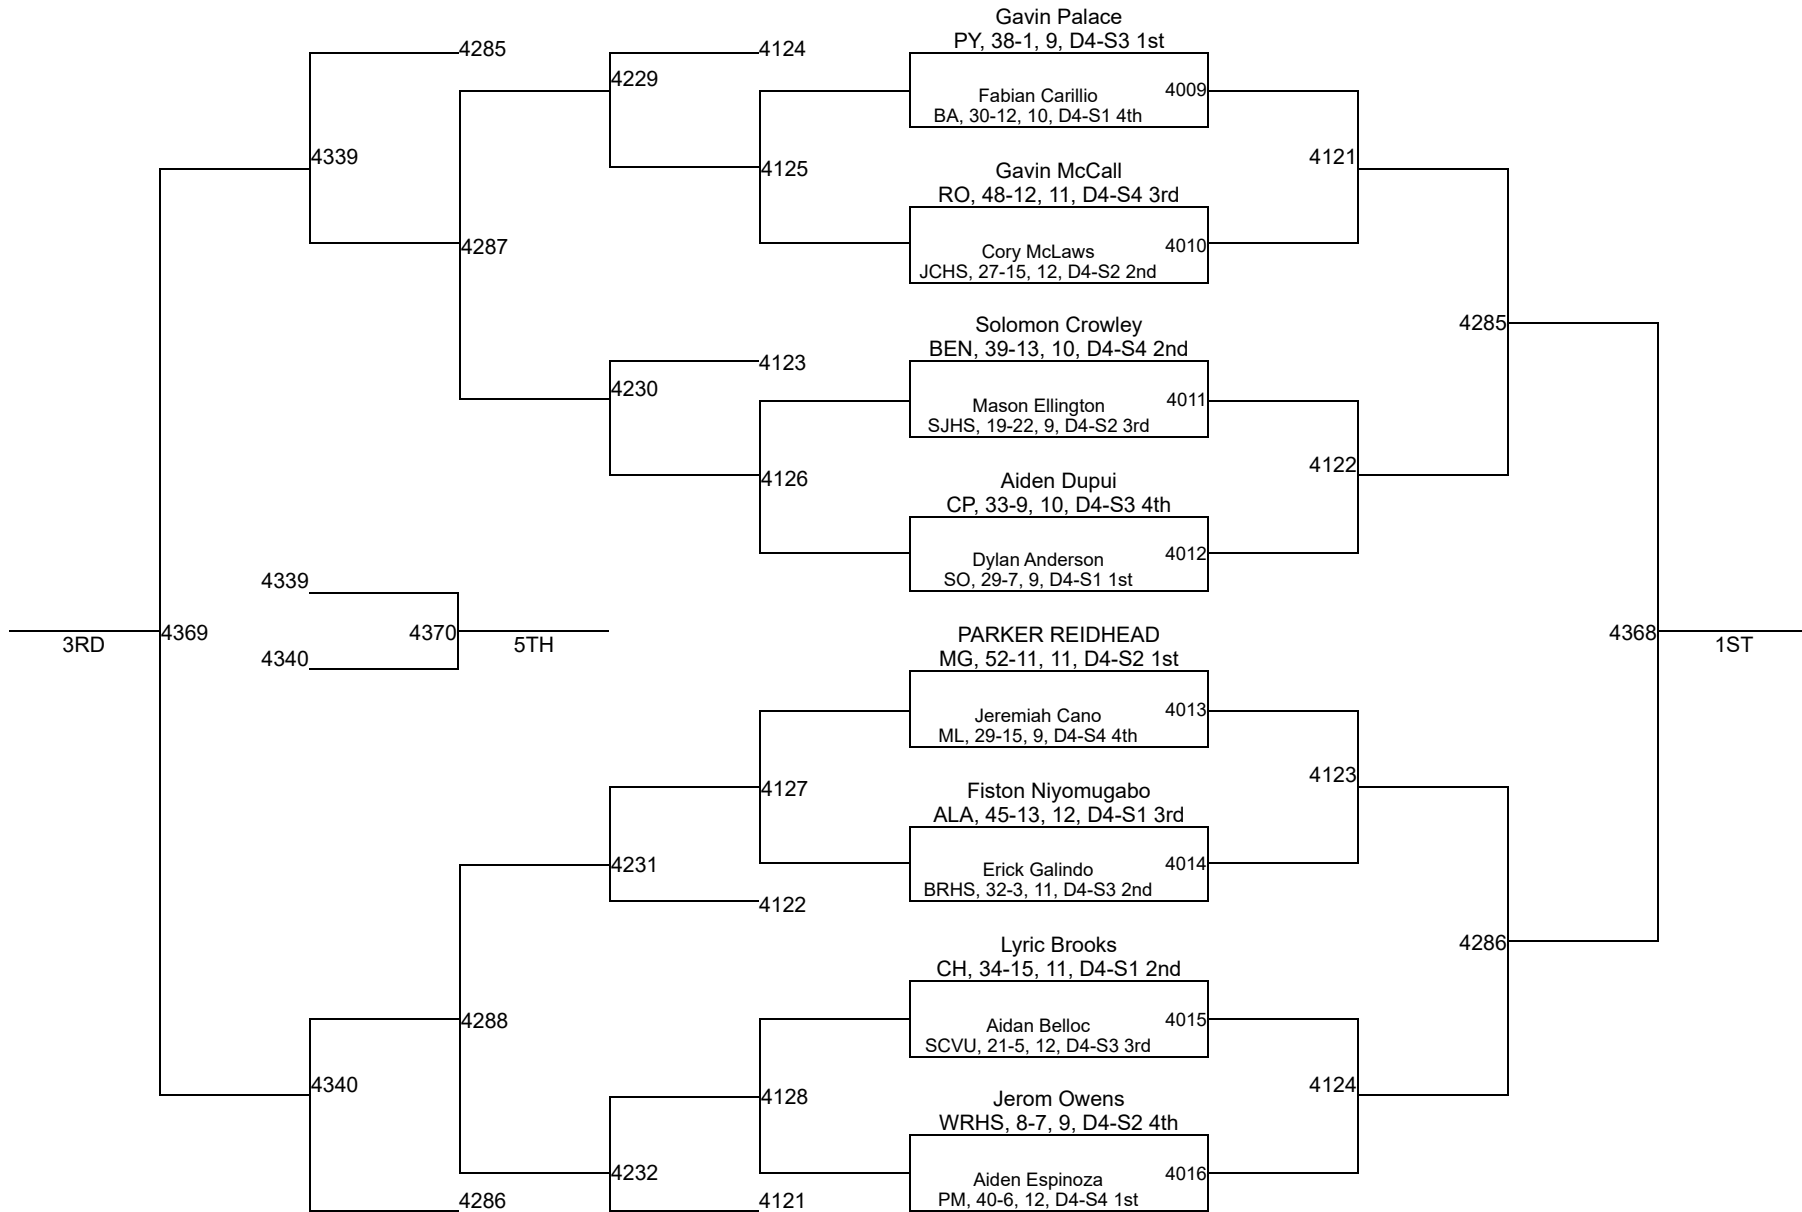 Gavin Palace
PY, 38-1, 9, D4-S3 1st
4285
4124
4229
Fabian Carillio
4009
BA, 30-12, 10, D4-S1 4th
4339
4125
Gavin McCall
4121
RO, 48-12, 11, D4-S4 3rd
4287
Cory McLaws
4010
JCHS, 27-15, 12, D4-S2 2nd
Solomon Crowley
4285
BEN, 39-13, 10, D4-S4 2nd
4123
4230
Mason Ellington
4011
SJHS, 19-22, 9, D4-S2 3rd
4126
Aiden Dupui
4122
CP, 33-9, 10, D4-S3 4th
Dylan Anderson
4012
SO, 29-7, 9, D4-S1 1st
4339
3RD
4369
4370
5TH
4340
PARKER REIDHEAD
4368
1ST
MG, 52-11, 11, D4-S2 1st
Jeremiah Cano
4013
ML, 29-15, 9, D4-S4 4th
4127
Fiston Niyomugabo
4123
ALA, 45-13, 12, D4-S1 3rd
4231
Erick Galindo
4014
BRHS, 32-3, 11, D4-S3 2nd
4122
Lyric Brooks
4286
CH, 34-15, 11, D4-S1 2nd
4288
Aidan Belloc
4015
SCVU, 21-5, 12, D4-S3 3rd
4340
4128
Jerom Owens
4124
WRHS, 8-7, 9, D4-S2 4th
4232
Aiden Espinoza
4016
PM, 40-6, 12, D4-S4 1st
4286
4121